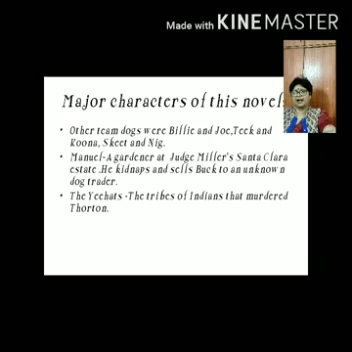 Made with KINEMASTER
Major characters of this novel:
• Other team dogs were Billie and Joe,Teek and
Koona, Skeet and Nig.
• Manuel-A gardener at Judge Miller's Santa Clara
estate .He kidnaps and sells Buck to an unknown
dog trader.
• The Yeehats -The tribes of Indians that murdered
Thorton.